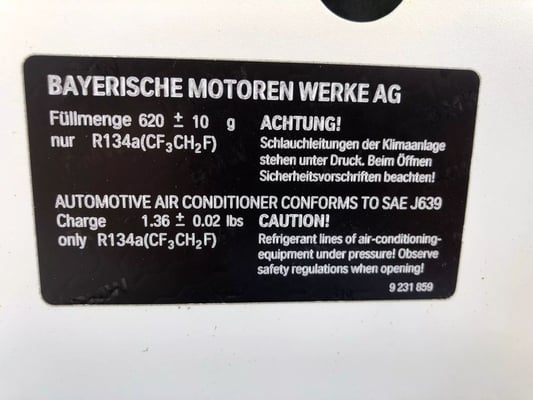 BAYERISCHE MOTOREN WERKE AG
Füllmenge 620 ± 10 g
nur R134a(CF₃CH₂F)
ACHTUNG!
Schlauchleitungen der Klimaanlage
stehen unter Druck. Beim Öffnen
Sicherheitsvorschriften beachten!
AUTOMOTIVE AIR CONDITIONER CONFORMS TO SAE J639
Charge 1.36 ± 0.02 lbs
only R134a(CF₃CH₂F)
CAUTION!
Refrigerant lines of air-conditioning-
equipment under pressure! Observe
safety regulations when opening!
9 231 859